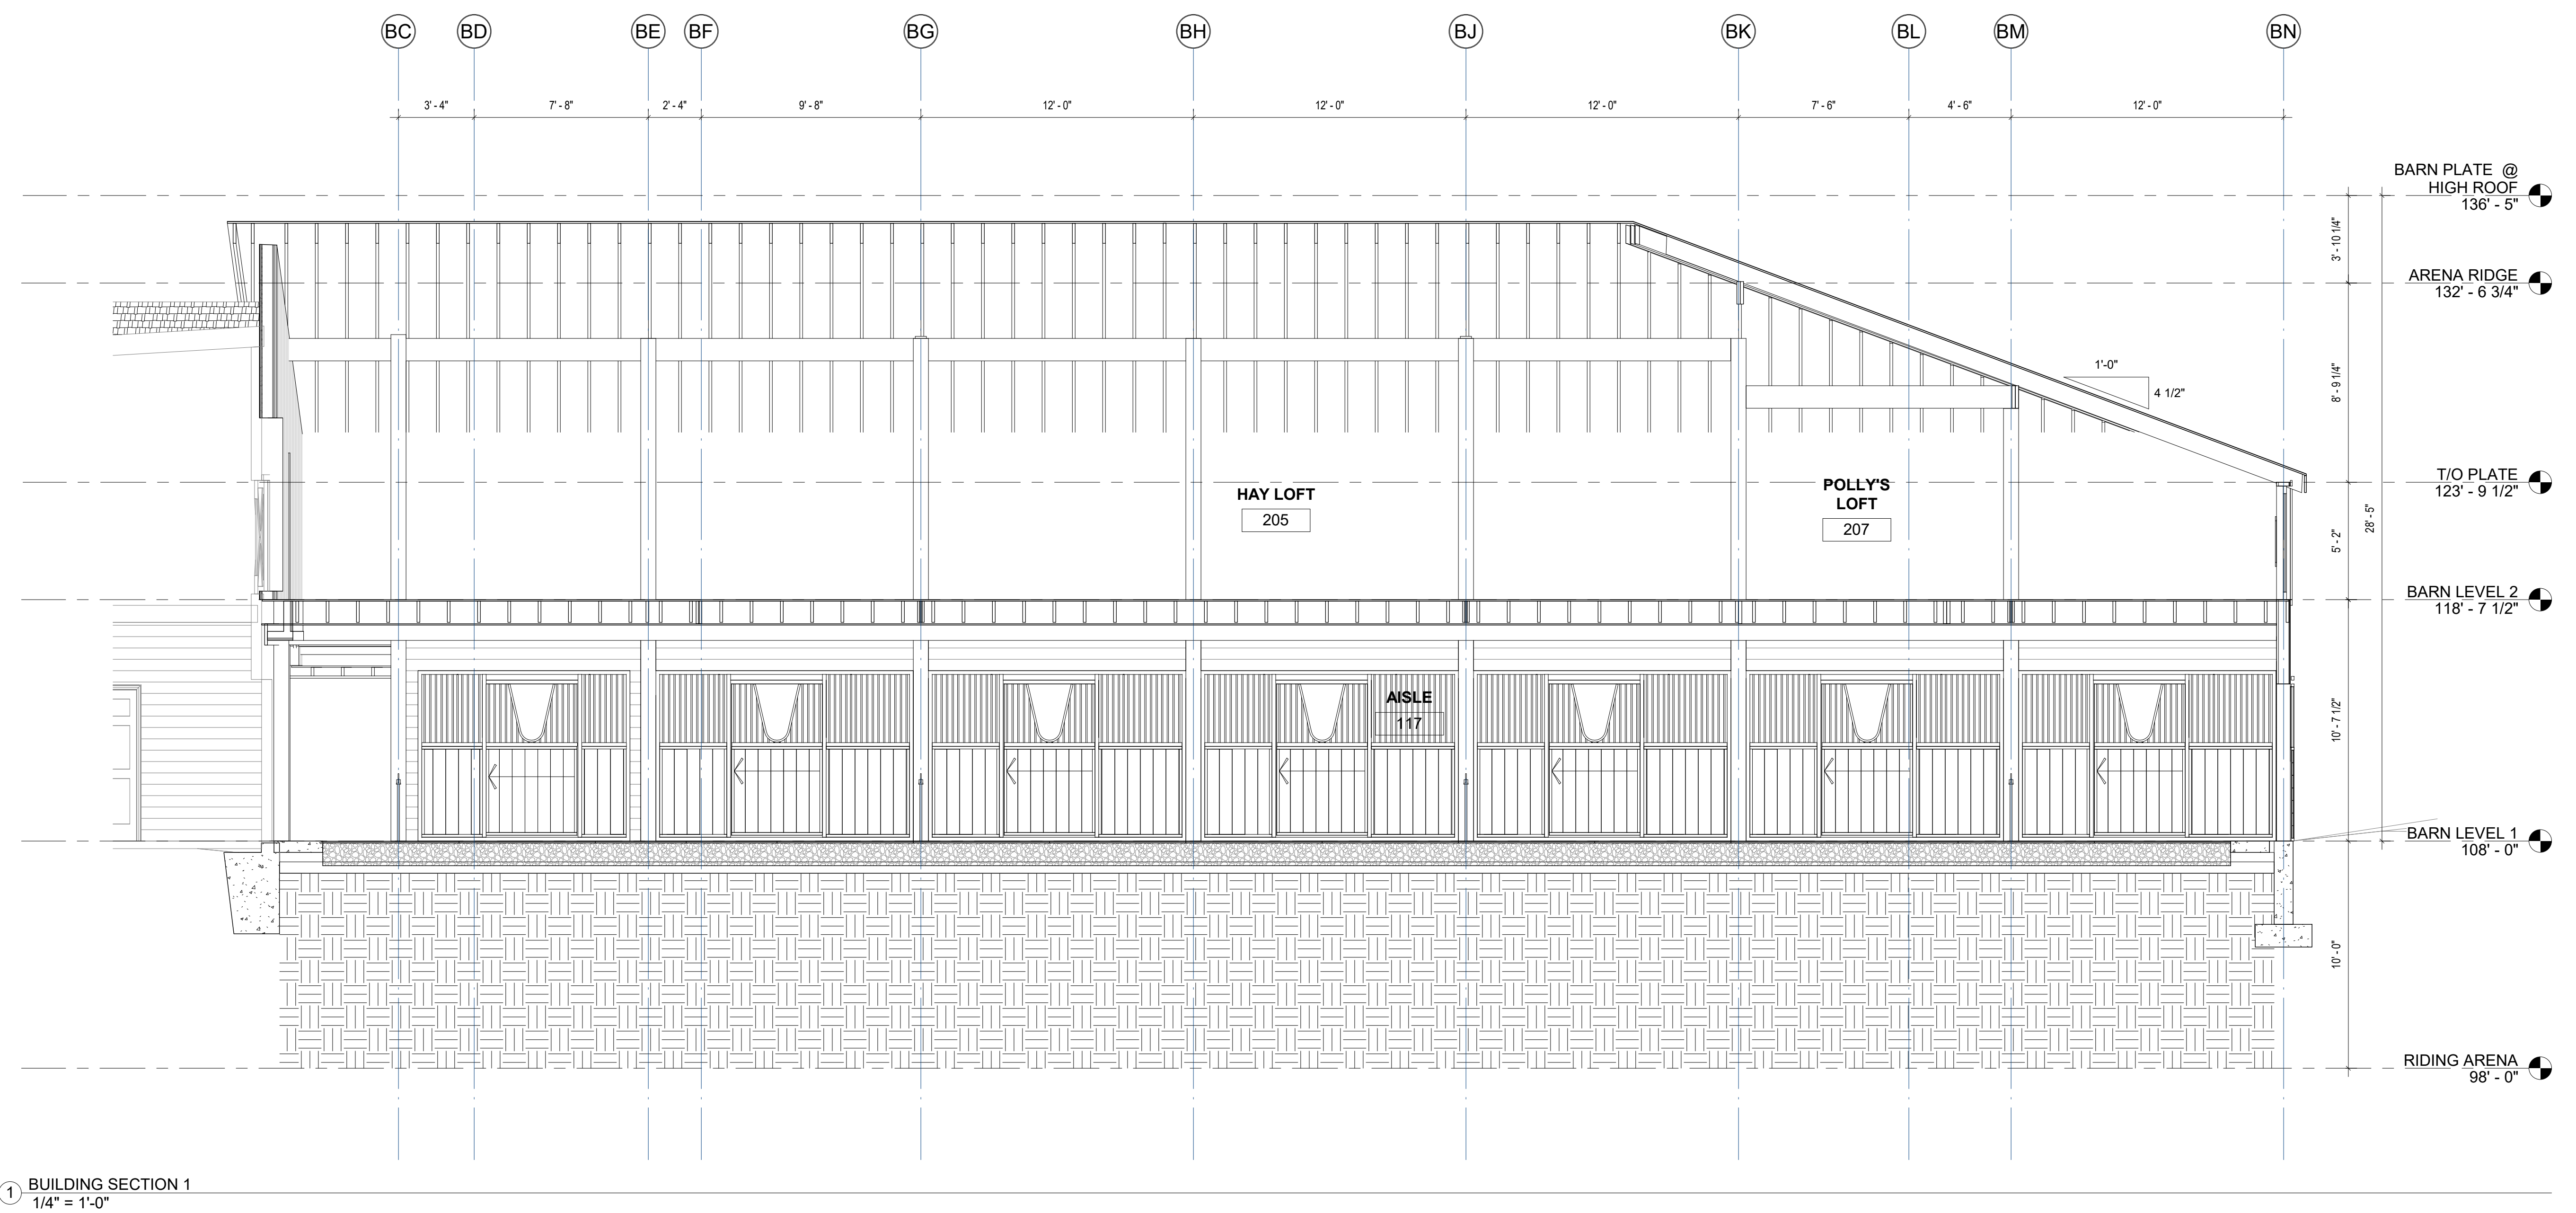 BC BD BE BF BG BH BJ BK BL BM BN
3' - 4" 7' - 8" 2' - 4" 9' - 8" 12' - 0" 12' - 0" 12' - 0" 7' - 6" 4' - 6" 12' - 0"
BARN PLATE @
HIGH ROOF
136' - 5"
3' - 10 1/4"
ARENA RIDGE
132' - 6 3/4"
8' - 9 1/4"
1'-0"
4 1/2"
T/O PLATE
123' - 9 1/2"
HAY LOFT
205
POLLY'S
LOFT
207
28' - 5"
5' - 2"
BARN LEVEL 2
118' - 7 1/2"
AISLE
117
10' - 7 1/2"
BARN LEVEL 1
108' - 0"
10' - 0"
RIDING ARENA
98' - 0"
1 BUILDING SECTION 1
1/4" = 1'-0"